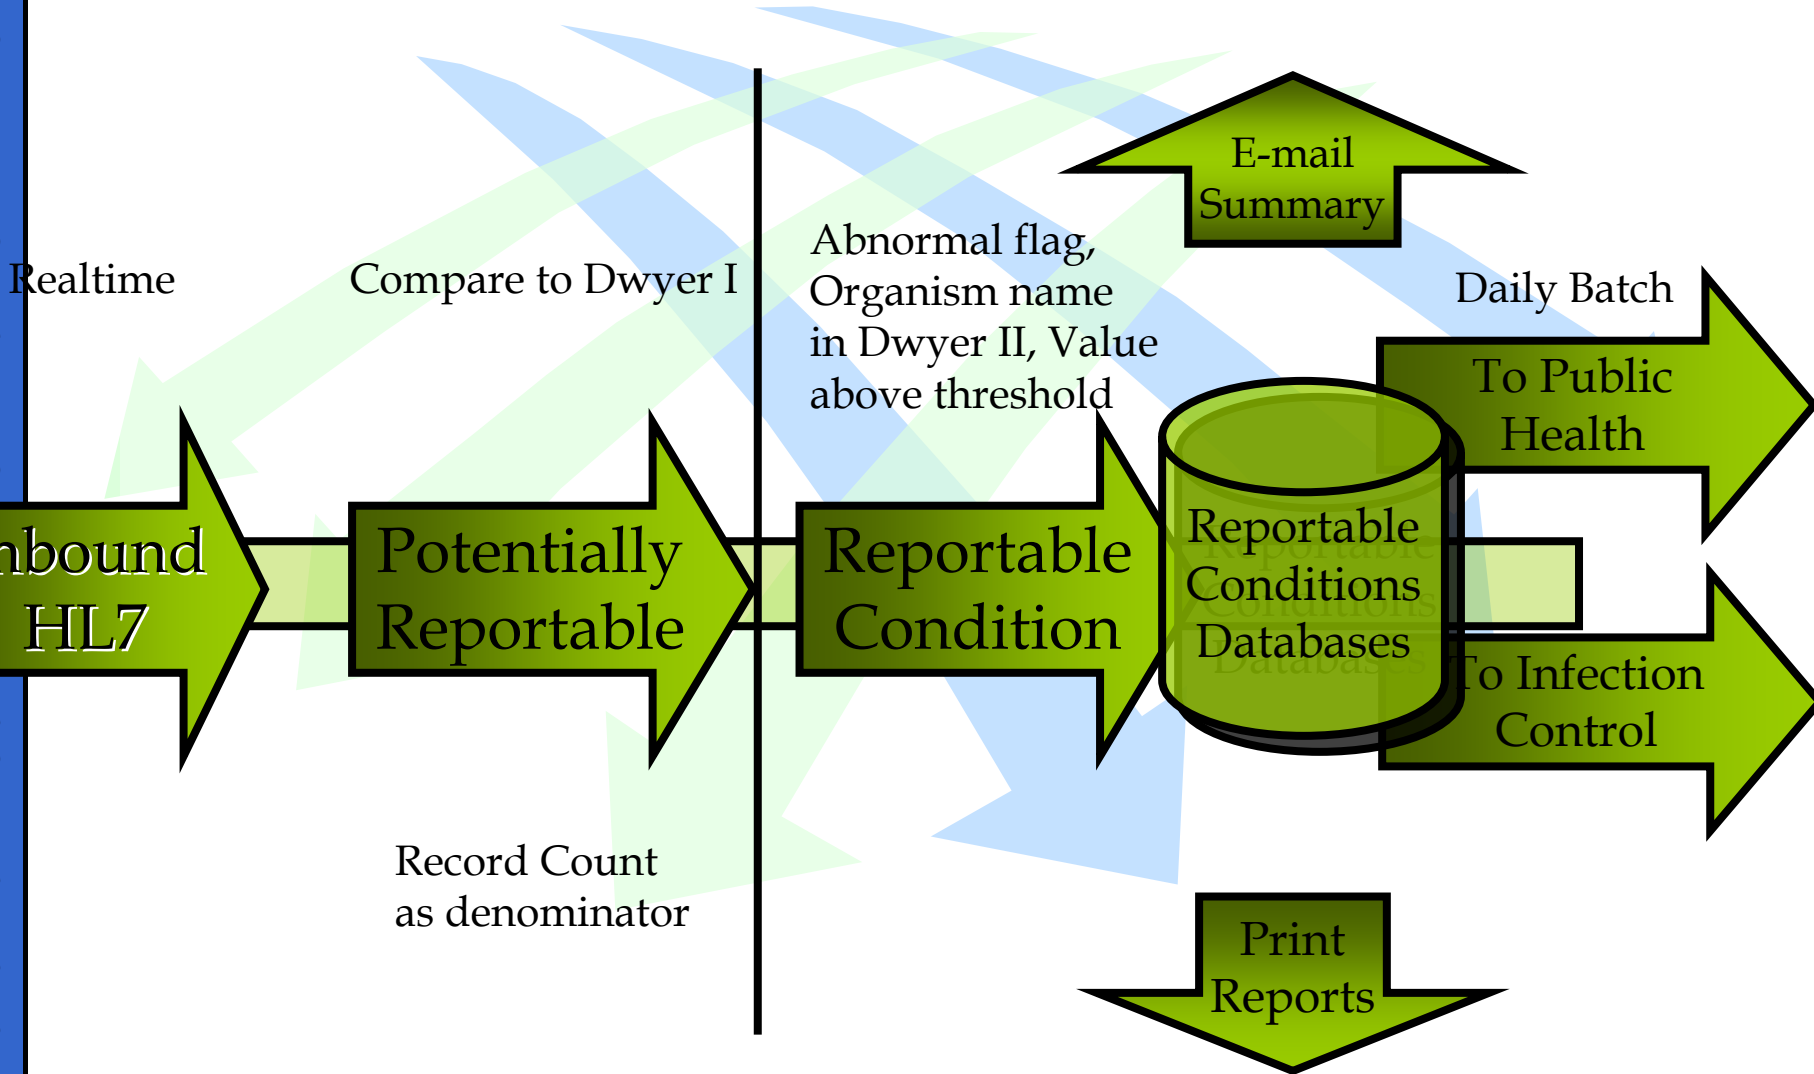 E-mail
Summary
Realtime
Compare to Dwyer I
Abnormal flag,
Organism name
in Dwyer II, Value
above threshold
Daily Batch
To Public
Health
nbound
HL7
Potentially
Reportable
Reportable
Condition
Reportable
Conditions
Databases
To Infection
Control
Record Count
as denominator
Print
Reports